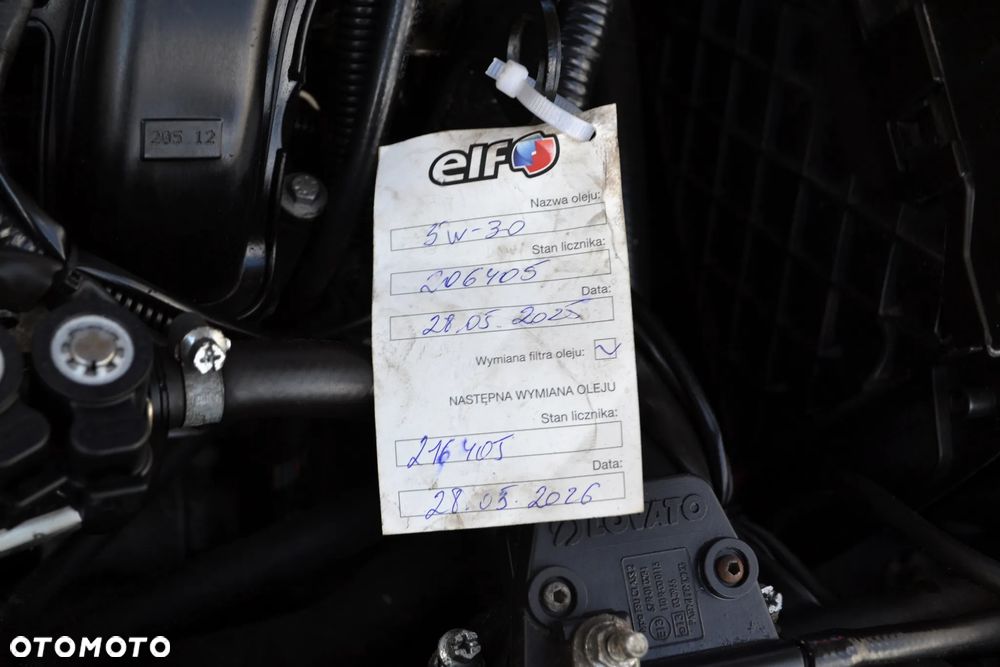 205 12
elf
Nazwa oleju:
5W-30
Stan licznika:
206405
Data:
28.05.2025
Wymiana filtra oleju:
NASTĘPNA WYMIANA OLEJU
Stan licznika:
216405
Data:
28.05.2026
LOVATO
OTOMOTO